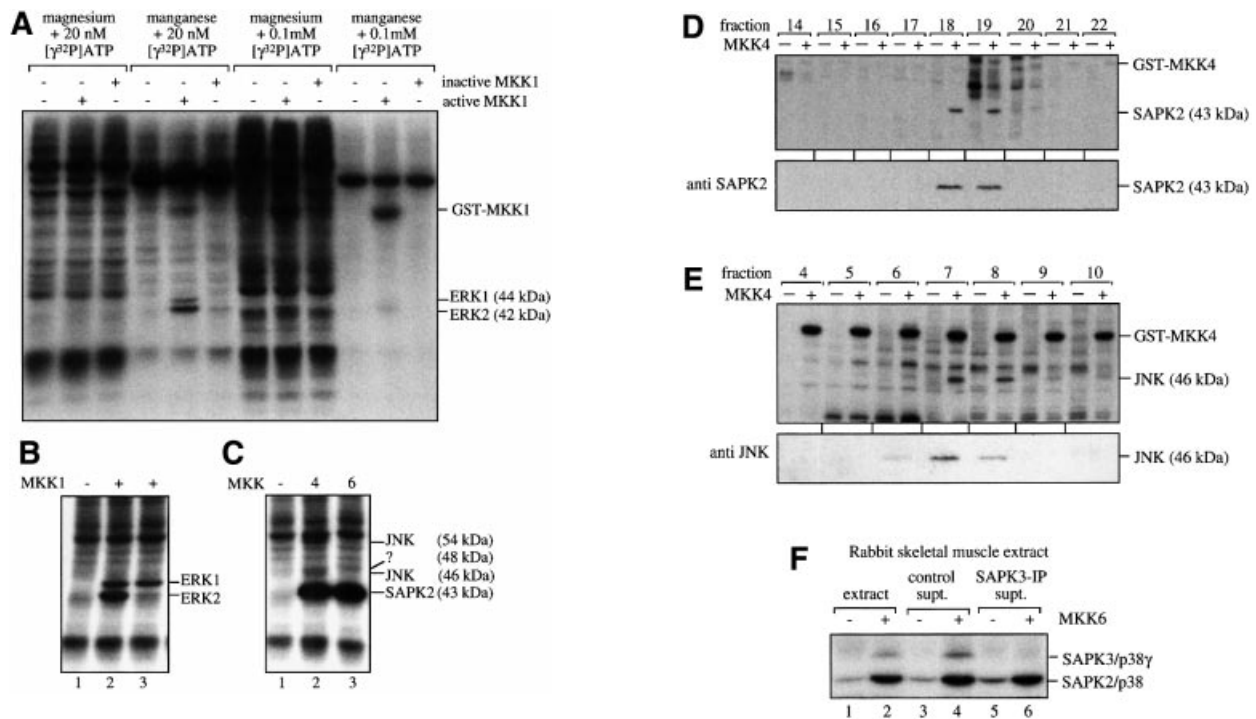 A
magnesium + 20 nM [γ³²P]ATP
manganese + 20 nM [γ³²P]ATP
magnesium + 0.1mM [γ³²P]ATP
manganese + 0.1mM [γ³²P]ATP
- - + - - + - - + - - + inactive MKK1
- + - - + - - + - - + - active MKK1
GST-MKK1
ERK1 (44 kDa)
ERK2 (42 kDa)
B
MKK1 - + +
ERK1
ERK2
1 2 3
C
MKK - 4 6
JNK (54 kDa)
? (48 kDa)
JNK (46 kDa)
SAPK2 (43 kDa)
1 2 3
D
fraction 14 15 16 17 18 19 20 21 22
MKK4 - + - + - + - + - + - + - + - + - +
GST-MKK4
SAPK2 (43 kDa)
anti SAPK2
SAPK2 (43 kDa)
E
fraction 4 5 6 7 8 9 10
MKK4 - + - + - + - + - + - + - +
GST-MKK4
JNK (46 kDa)
anti JNK
JNK (46 kDa)
F
Rabbit skeletal muscle extract
extract
control supt.
SAPK3-IP supt.
- + - + - + MKK6
SAPK3/p38γ
SAPK2/p38
1 2 3 4 5 6